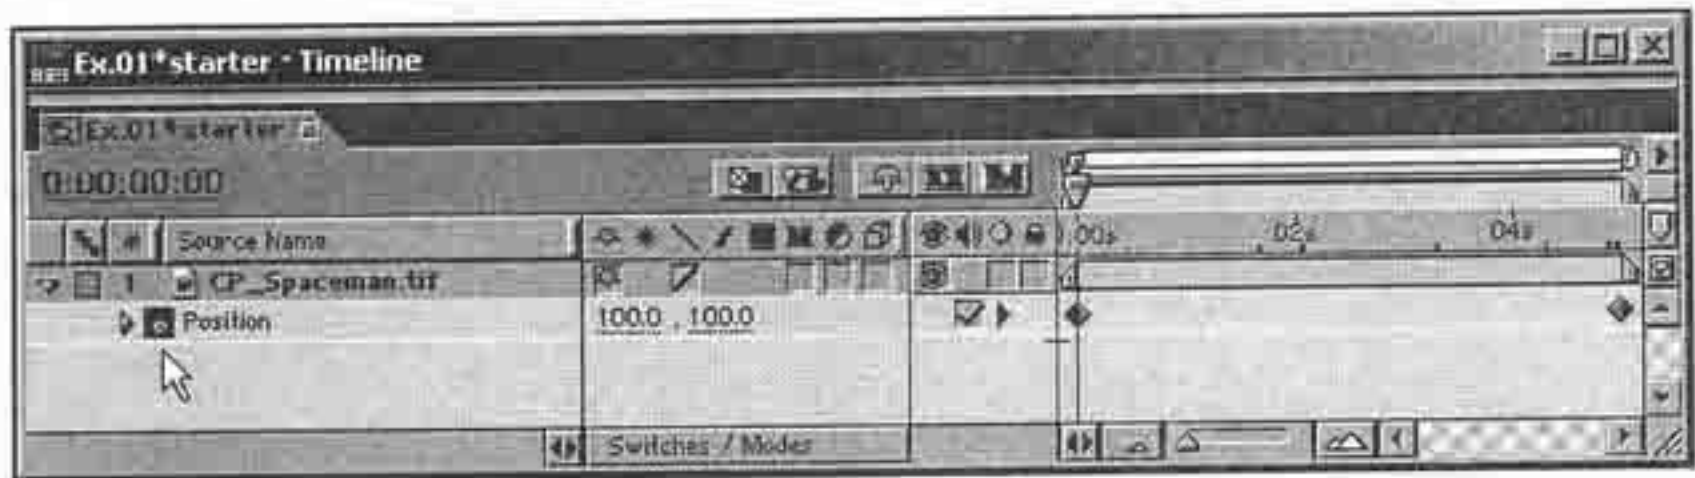 Ex.01*starter - Timeline
Ex.01*starter
0:00:00:00
# Source Name
00s 02s 04s
1 CP_Spaceman.tif
Position 100.0 , 100.0
Switches / Modes